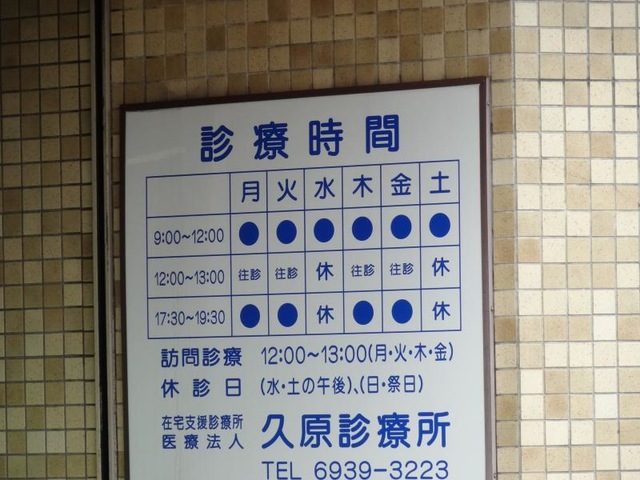 診療時間
月 火 水 木 金 土
9:00~12:00 ● ● ● ● ● ●
12:00~13:00 往診 往診 休 往診 往診 休
17:30~19:30 ● ● 休 ● ● 休
訪問診療 12:00~13:00(月・火・木・金)
休診日 (水・土の午後)、(日・祭日)
在宅支援診療所
医療法人 久原診療所
TEL 6939-3223